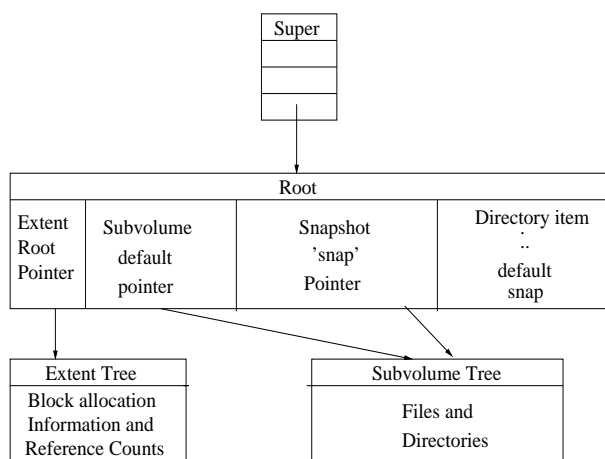 Super
Root
Extent
Root
Pointer
Subvolume
default
pointer
Snapshot
'snap'
Pointer
Directory item
.
..
default
snap
Extent Tree
Block allocation
Information and
Reference Counts
Subvolume Tree
Files and
Directories